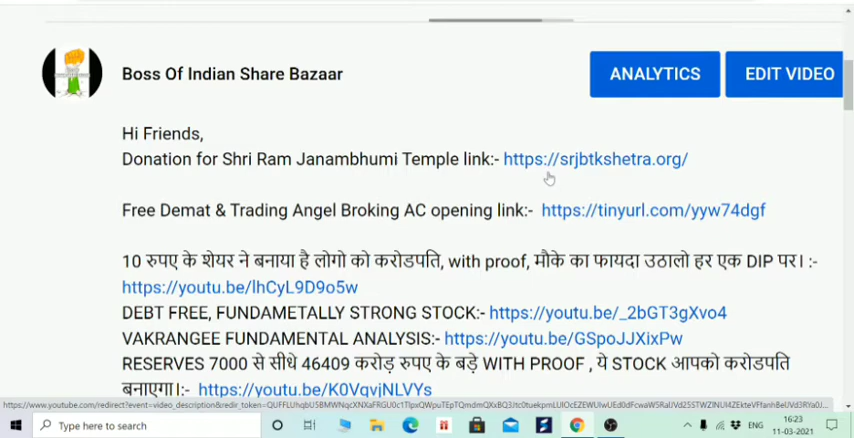 Boss Of Indian Share Bazaar
ANALYTICS
EDIT VIDEO
Hi Friends,
Donation for Shri Ram Janambhumi Temple link:- https://srjbtkshetra.org/
Free Demat & Trading Angel Broking AC opening link:- https://tinyurl.com/yyw74dgf
10 रुपए के शेयर ने बनाया है लोगो को करोडपति, with proof, मौके का फायदा उठालो हर एक DIP पर। :-
https://youtu.be/lhCyL9D9o5w
DEBT FREE, FUNDAMETALLY STRONG STOCK:- https://youtu.be/_2bGT3gXvo4
VAKRANGEE FUNDAMENTAL ANALYSIS:- https://youtu.be/GSpoJJXixPw
RESERVES 7000 से सीधे 46409 करोड़ रुपए के बड़े WITH PROOF , ये STOCK आपको करोडपति
बनाएगा।:- https://youtu.be/K0VqvjNLVYs
Type here to search
ENG
16:23
11-03-2021